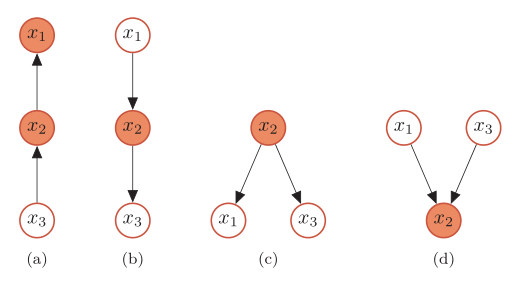 x₁ x₁
x₂ x₂ x₂ x₁ x₃
x₃ x₃ x₁ x₃ x₂
(a) (b) (c) (d)